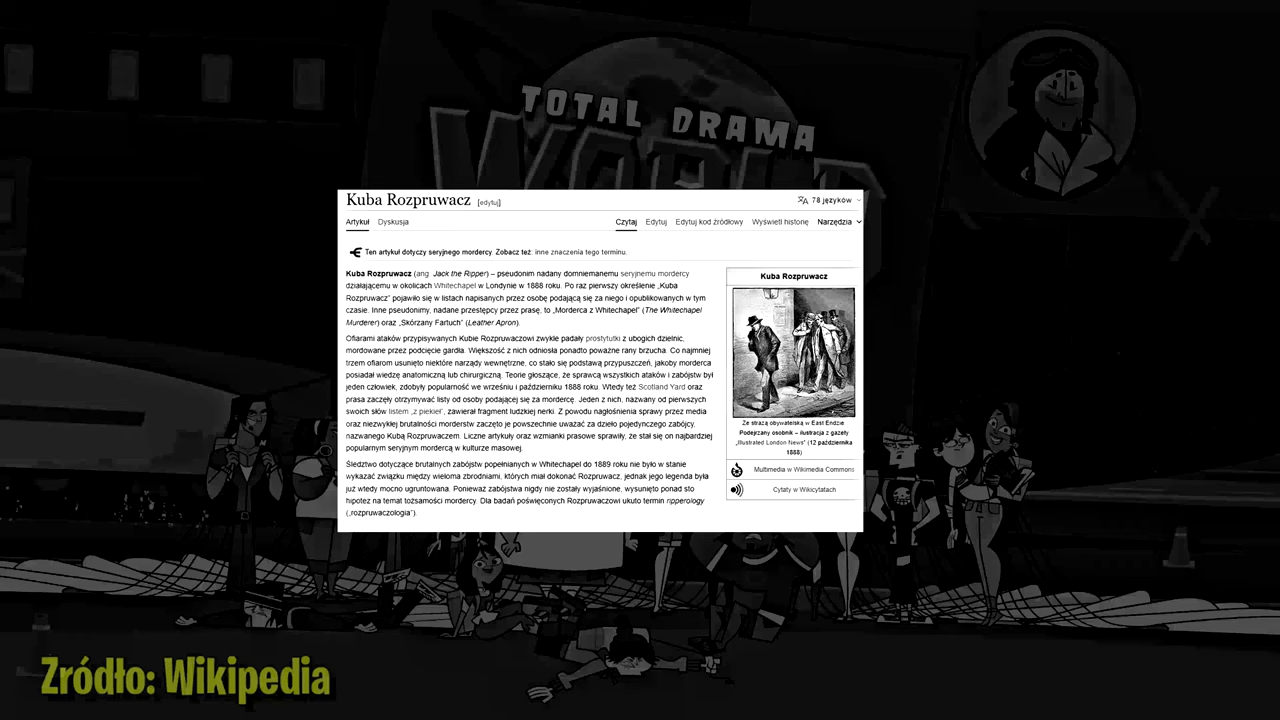 TOTAL DRAMA
WORLD
Kuba Rozpruwacz [edytuj]
78 języków
Artykuł Dyskusja
Czytaj Edytuj Edytuj kod źródłowy Wyświetl historię Narzędzia
Ten artykuł dotyczy seryjnego mordercy. Zobacz też: inne znaczenia tego terminu.
Kuba Rozpruwacz (ang. Jack the Ripper) – pseudonim nadany domniemanemu seryjnemu mordercy
działającemu w okolicach Whitechapel w Londynie w 1888 roku. Po raz pierwszy określenie „Kuba
Rozpruwacz” pojawiło się w listach napisanych przez osobę podającą się za niego i opublikowanych w tym
czasie. Inne pseudonimy, nadane przestępcy przez prasę, to „Morderca z Whitechapel” (The Whitechapel
Murderer) oraz „Skórzany Fartuch” (Leather Apron).
Ofiarami ataków przypisywanych Kubie Rozpruwaczowi zwykle padały prostytutki z ubogich dzielnic,
mordowane przez podcięcie gardła. Większość z nich odniosła ponadto poważne rany brzucha. Co najmniej
trzem ofiarom usunięto niektóre narządy wewnętrzne, co stało się podstawą przypuszczeń, jakoby morderca
posiadał wiedzę anatomiczną lub chirurgiczną. Teorie głoszące, że sprawcą wszystkich ataków i zabójstw był
jeden człowiek, zdobyły popularność we wrześniu i październiku 1888 roku. Wtedy też Scotland Yard oraz
prasa zaczęły otrzymywać listy od osoby podającej się za mordercę. Jeden z nich, nazwany od pierwszych
swoich słów listem „z piekieł”, zawierał fragment ludzkiej nerki. Z powodu nagłośnienia sprawy przez media
oraz niezwykłej brutalności morderstw zaczęto je powszechnie uważać za dzieło pojedynczego zabójcy,
nazwanego Kubą Rozpruwaczem. Liczne artykuły oraz wzmianki prasowe sprawiły, że stał się on najbardziej
popularnym seryjnym mordercą w kulturze masowej.
Śledztwo dotyczące brutalnych zabójstw popełnianych w Whitechapel do 1889 roku nie było w stanie
wykazać związku między wieloma zbrodniami, których miał dokonać Rozpruwacz, jednak jego legenda była
już wtedy mocno ugruntowana. Ponieważ zabójstwa nigdy nie zostały wyjaśnione, wysunięto ponad sto
hipotez na temat tożsamości mordercy. Dla badań poświęconych Rozpruwaczowi ukuto termin ripperology
(„rozpruwaczologia”).
Kuba Rozpruwacz
Ze strażą obywatelską w East Endzie
Podejrzany osobnik – ilustracja z gazety
„Illustrated London News” (12 października
1888)
Multimedia w Wikimedia Commons
Cytaty w Wikicytatach
Zródło: Wikipedia